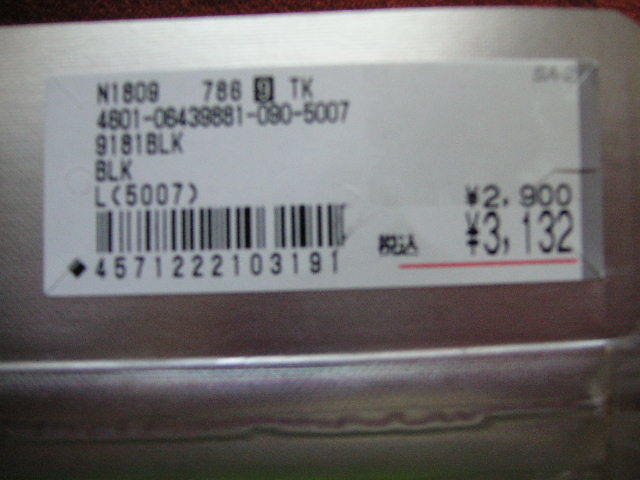 N1809 786 9 TK
4601-06439881-090-5007
9181BLK
BLK
L(5007)
¥2,900
税込 ¥3,132
4571222103191